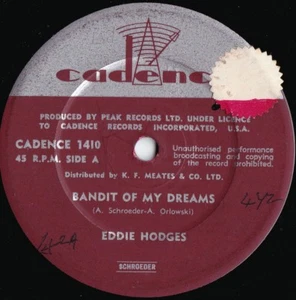 cadence
PRODUCED BY PEAK RECORDS LTD. UNDER LICENCE
TO CADENCE RECORDS INCORPORATED, U.S.A.
CADENCE 1410
45 R.P.M. SIDE A
Unauthorised performance
broadcasting and copying
of the record prohibited.
Distributed by K. F. MEATES & CO. LTD.
BANDIT OF MY DREAMS
(A. Schroeder-A. Orlowski)
EDDIE HODGES
SCHROEDER